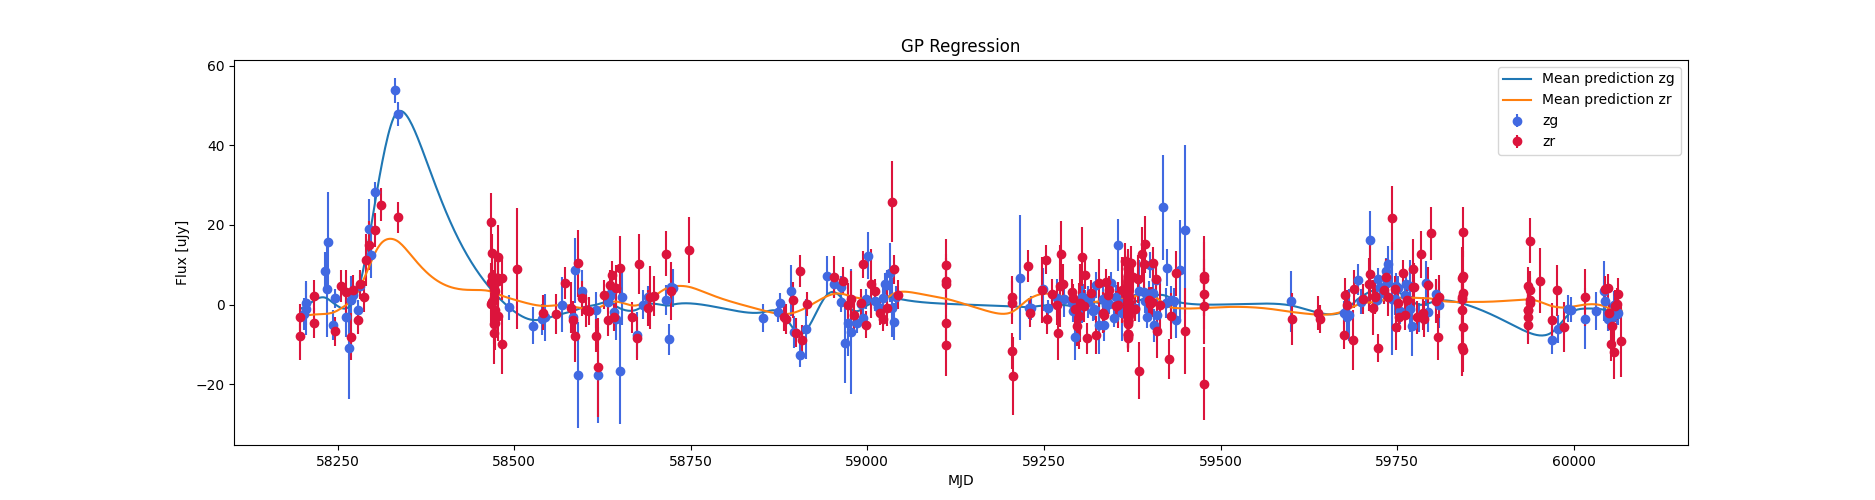 GP Regression
60
40
20
0
−20
Flux [uJy]
58250
58500
58750
59000
59250
59500
59750
60000
MJD
Mean prediction zg
Mean prediction zr
zg
zr